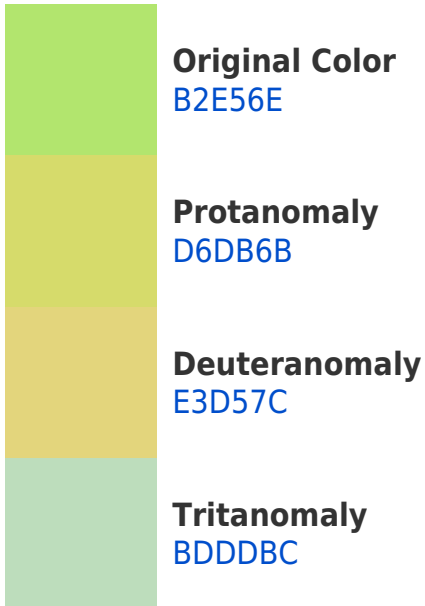 Original Color
B2E56E
Protanomaly
D6DB6B
Deuteranomaly
E3D57C
Tritanomaly
BDDDBC